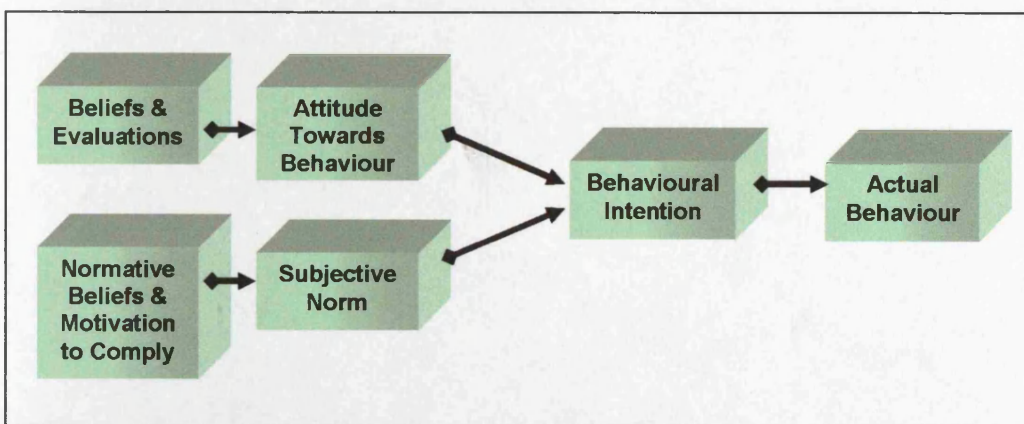 Beliefs &
Evaluations
Attitude
Towards
Behaviour
Normative
Beliefs &
Motivation
to Comply
Subjective
Norm
Behavioural
Intention
Actual
Behaviour